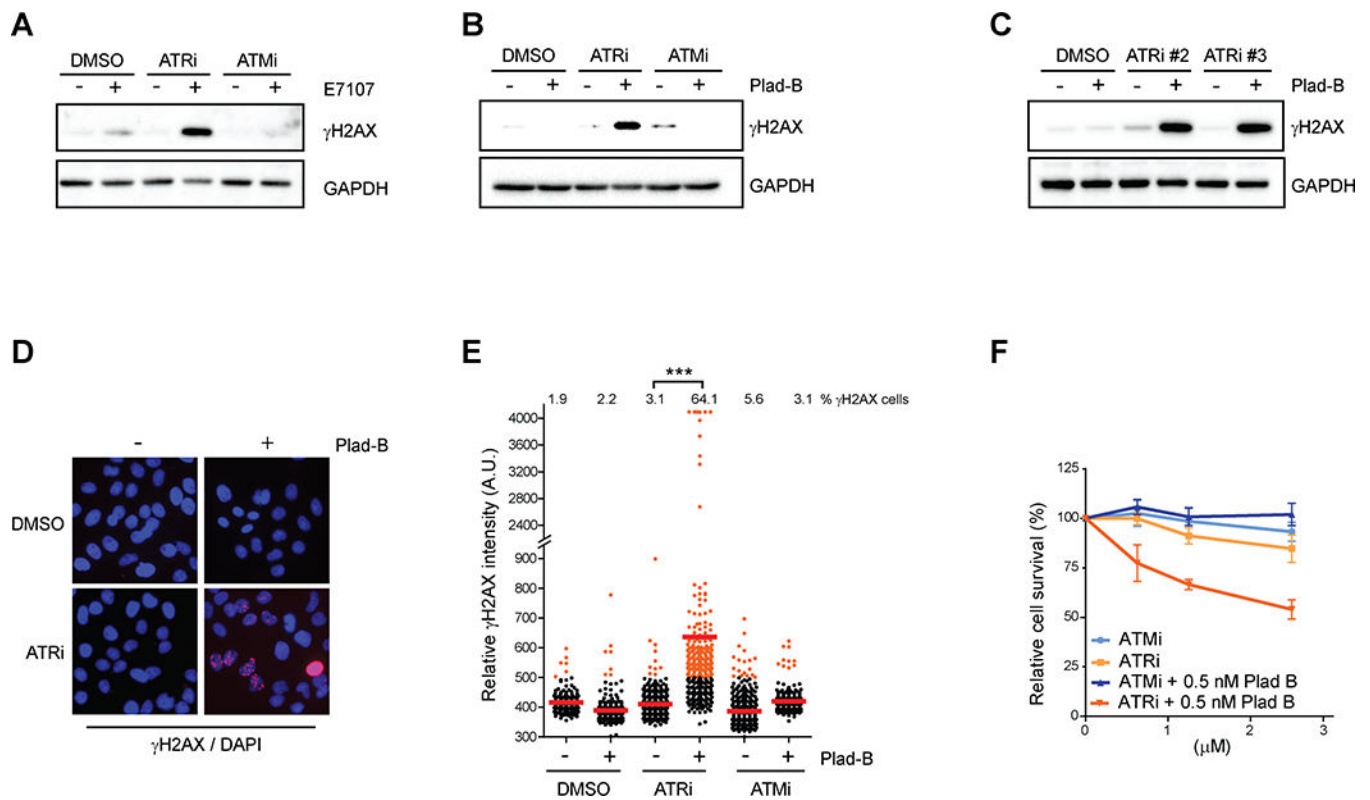 A
DMSO ATRi ATMi
- + - + - + E7107
γH2AX
GAPDH
B
DMSO ATRi ATMi
- + - + - + Plad-B
γH2AX
GAPDH
C
DMSO ATRi #2 ATRi #3
- + - + - + Plad-B
γH2AX
GAPDH
D
- + Plad-B
DMSO
ATRi
γH2AX / DAPI
E
***
1.9 2.2 3.1 64.1 5.6 3.1 % γH2AX cells
Relative γH2AX intensity (A.U.)
4000
3600
3200
2800
2400
900
800
700
600
500
400
300
- + - + - + Plad-B
DMSO ATRi ATMi
F
Relative cell survival (%)
125
100
75
50
25
0
ATMi
ATRi
ATMi + 0.5 nM Plad B
ATRi + 0.5 nM Plad B
0 1 2 3
(μM)